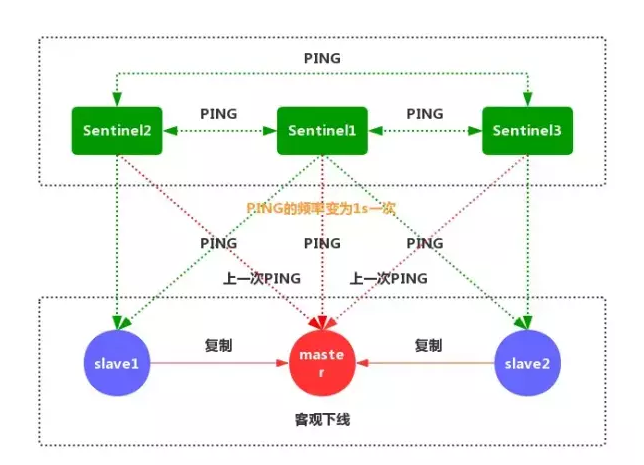 PING
Sentinel2
PING
Sentinel1
PING
Sentinel3
PING的频率变为1s一次
PING
PING
PING
上一次PING
上一次PING
slave1
复制
maste
r
复制
slave2
客观下线